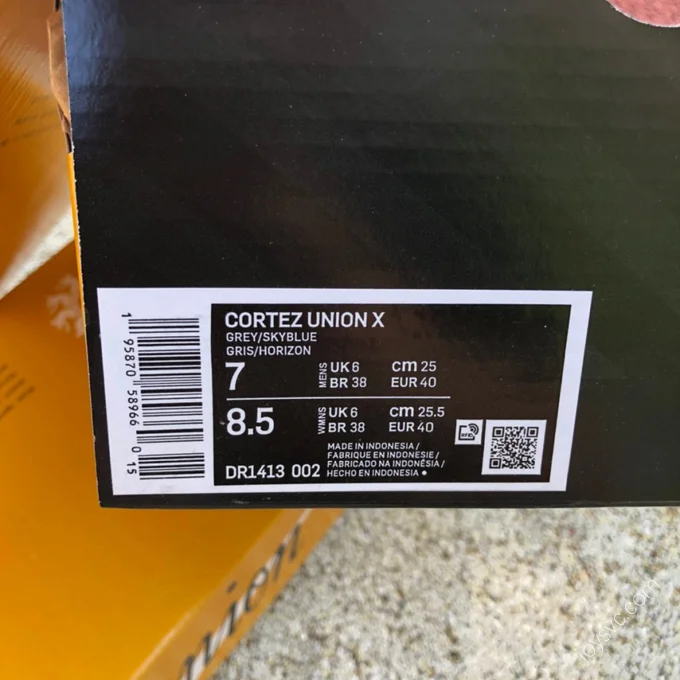 CORTEZ UNION X
GREY/SKYBLUE
GRIS/HORIZON
7 MENS UK 6 cm 25
BR 38 EUR 40
8.5 WMNS UK 6 cm 25.5
BR 38 EUR 40
MADE IN INDONESIA /
FABRIQUE EN INDONESIE /
FABRICADO NA INDONÉSIA /
DR1413 002 HECHO EN INDONESIA
1 95870 58966 0 15
RFID
union